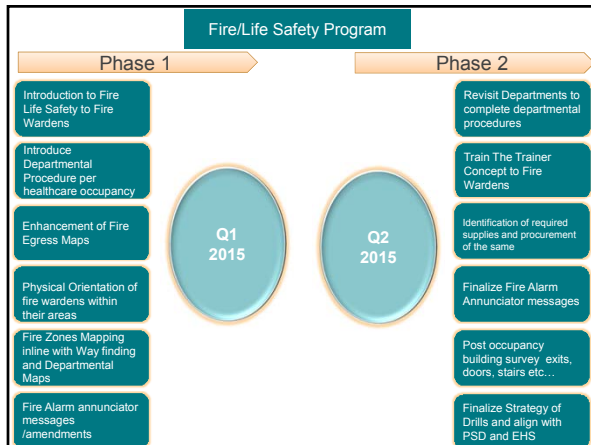 Fire/Life Safety Program
Phase 1
Introduction to Fire
Life Safety to Fire
Wardens
Introduce
Departmental
Procedure per
healthcare occupancy
Enhancement of Fire
Egress Maps
Physical Orientation of
fire wardens within
their areas
Fire Zones Mapping
inline with Way finding
and Departmental
Maps
Fire Alarm annunciator
messages
/amendments
Q1
2015
Q2
2015
Phase 2
Revisit Departments to
complete departmental
procedures
Train The Trainer
Concept to Fire
Wardens
Identification of required
supplies and procurement
of the same
Finalize Fire Alarm
Annunciator messages
Post occupancy
building survey exits,
doors, stairs etc…
Finalize Strategy of
Drills and align with
PSD and EHS